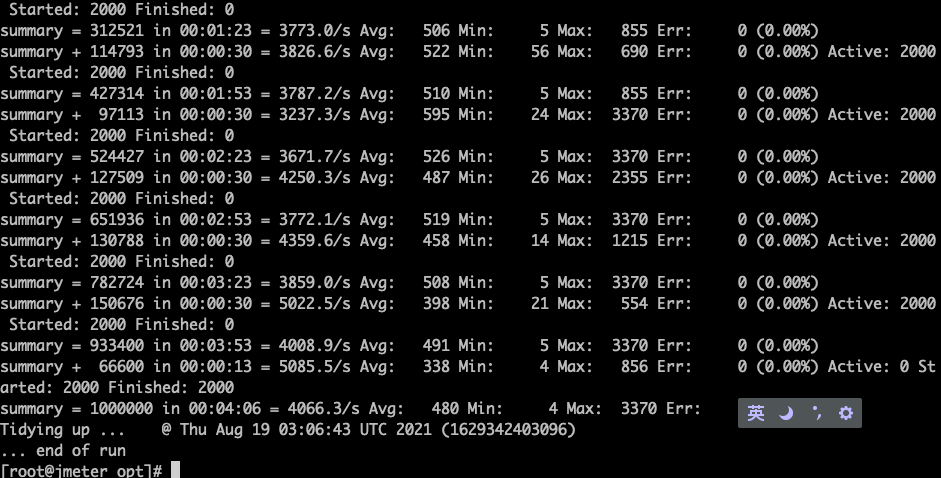 Started: 2000 Finished: 0
summary = 312521 in 00:01:23 = 3773.0/s Avg:   506 Min:     5 Max:   855 Err:     0 (0.00%)
summary + 114793 in 00:00:30 = 3826.6/s Avg:   522 Min:    56 Max:   690 Err:     0 (0.00%) Active: 2000
Started: 2000 Finished: 0
summary = 427314 in 00:01:53 = 3787.2/s Avg:   510 Min:     5 Max:   855 Err:     0 (0.00%)
summary +  97113 in 00:00:30 = 3237.3/s Avg:   595 Min:    24 Max:  3370 Err:     0 (0.00%) Active: 2000
Started: 2000 Finished: 0
summary = 524427 in 00:02:23 = 3671.7/s Avg:   526 Min:     5 Max:  3370 Err:     0 (0.00%)
summary + 127509 in 00:00:30 = 4250.3/s Avg:   487 Min:    26 Max:  2355 Err:     0 (0.00%) Active: 2000
Started: 2000 Finished: 0
summary = 651936 in 00:02:53 = 3772.1/s Avg:   519 Min:     5 Max:  3370 Err:     0 (0.00%)
summary + 130788 in 00:00:30 = 4359.6/s Avg:   458 Min:    14 Max:  1215 Err:     0 (0.00%) Active: 2000
Started: 2000 Finished: 0
summary = 782724 in 00:03:23 = 3859.0/s Avg:   508 Min:     5 Max:  3370 Err:     0 (0.00%)
summary + 150676 in 00:00:30 = 5022.5/s Avg:   398 Min:    21 Max:   554 Err:     0 (0.00%) Active: 2000
Started: 2000 Finished: 0
summary = 933400 in 00:03:53 = 4008.9/s Avg:   491 Min:     5 Max:  3370 Err:     0 (0.00%)
summary +  66600 in 00:00:13 = 5085.5/s Avg:   338 Min:     4 Max:   856 Err:     0 (0.00%) Active: 0 St
arted: 2000 Finished: 2000
summary = 1000000 in 00:04:06 = 4066.3/s Avg:   480 Min:     4 Max:  3370 Err:
英
Tidying up ...    @ Thu Aug 19 03:06:43 UTC 2021 (1629342403096)
... end of run
[root@jmeter opt]#